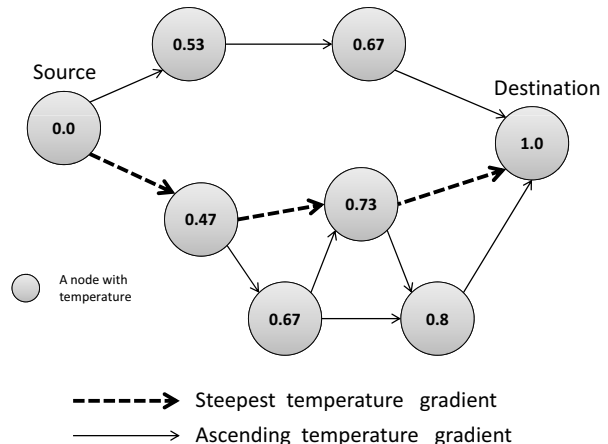 0.53
0.67
Source
Destination
0.0
1.0
0.47
0.73
A node with
temperature
0.67
0.8
Steepest temperature gradient
Ascending temperature gradient